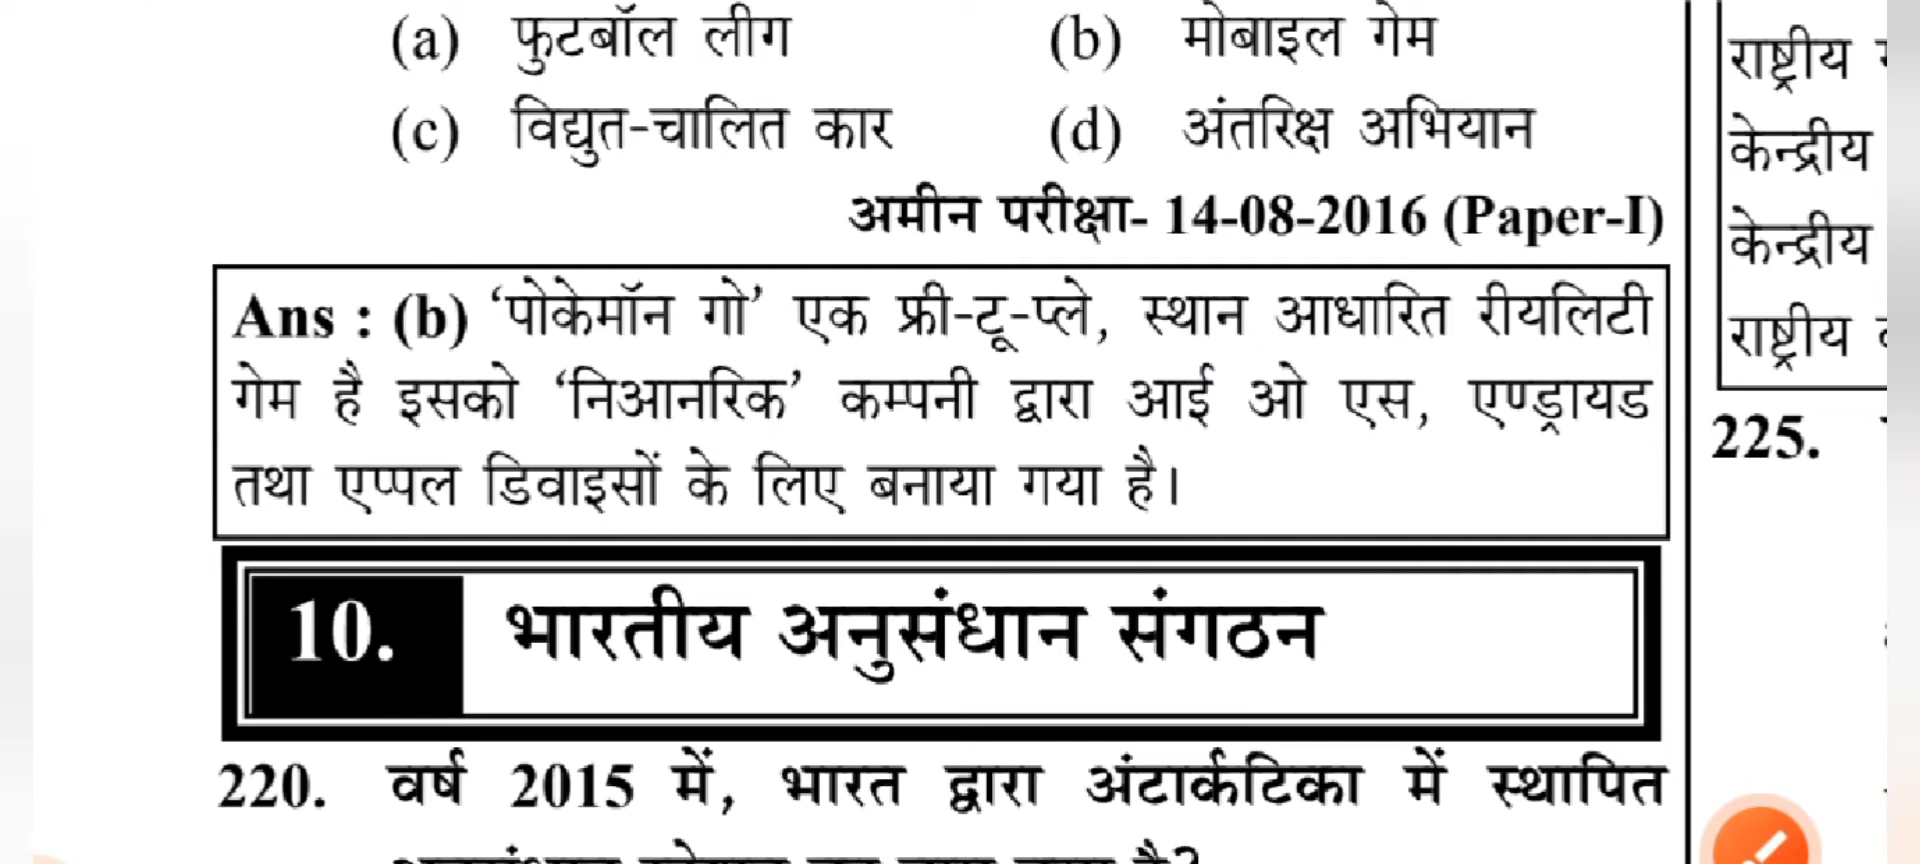 (a) फुटबॉल लीग (b) मोबाइल गेम
(c) विद्युत-चालित कार (d) अंतरिक्ष अभियान
अमीन परीक्षा- 14-08-2016 (Paper-I)
Ans : (b) ‘पोकेमॉन गो’ एक फ्री-टू-प्ले, स्थान आधारित रीयलिटी
गेम है इसको ‘निआनरिक’ कम्पनी द्वारा आई ओ एस, एण्ड्रायड
तथा एप्पल डिवाइसों के लिए बनाया गया है।
10. भारतीय अनुसंधान संगठन
220. वर्ष 2015 में, भारत द्वारा अंटार्कटिका में स्थापित
राष्ट्रीय
केन्द्रीय
केन्द्रीय
राष्ट्रीय
225.